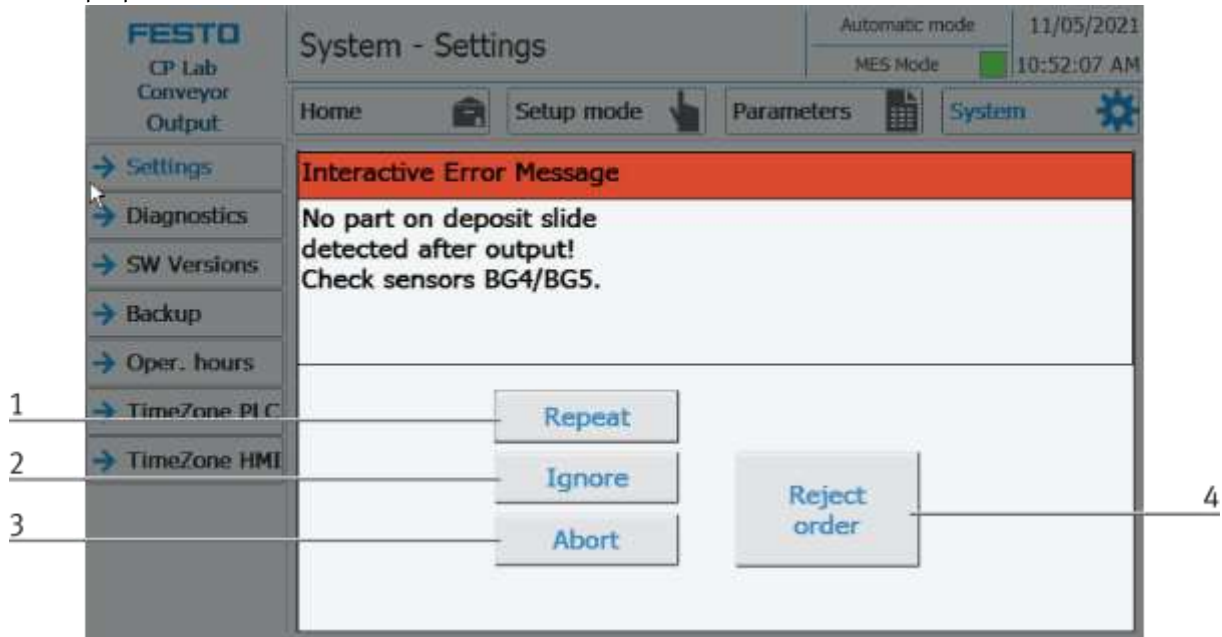 FESTO
CP Lab
Conveyor
Output
System - Settings
Automatic mode
11/05/2021
MES Mode
10:52:07 AM
Home
Setup mode
Parameters
System
Settings
Diagnostics
SW Versions
Backup
Oper. hours
TimeZone PLC
TimeZone HMI
Interactive Error Message
No part on deposit slide
detected after output!
Check sensors BG4/BG5.
1
Repeat
2
Ignore
3
Abort
Reject
order
4